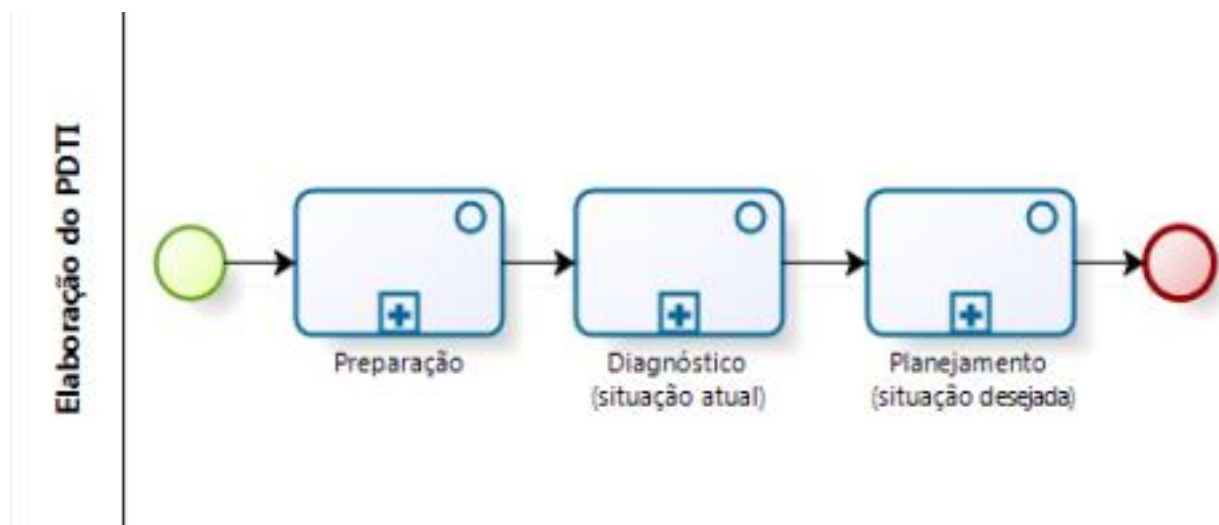 Elaboração do PDTI
Preparação
Diagnóstico
(situação atual)
Planejamento
(situação desejada)